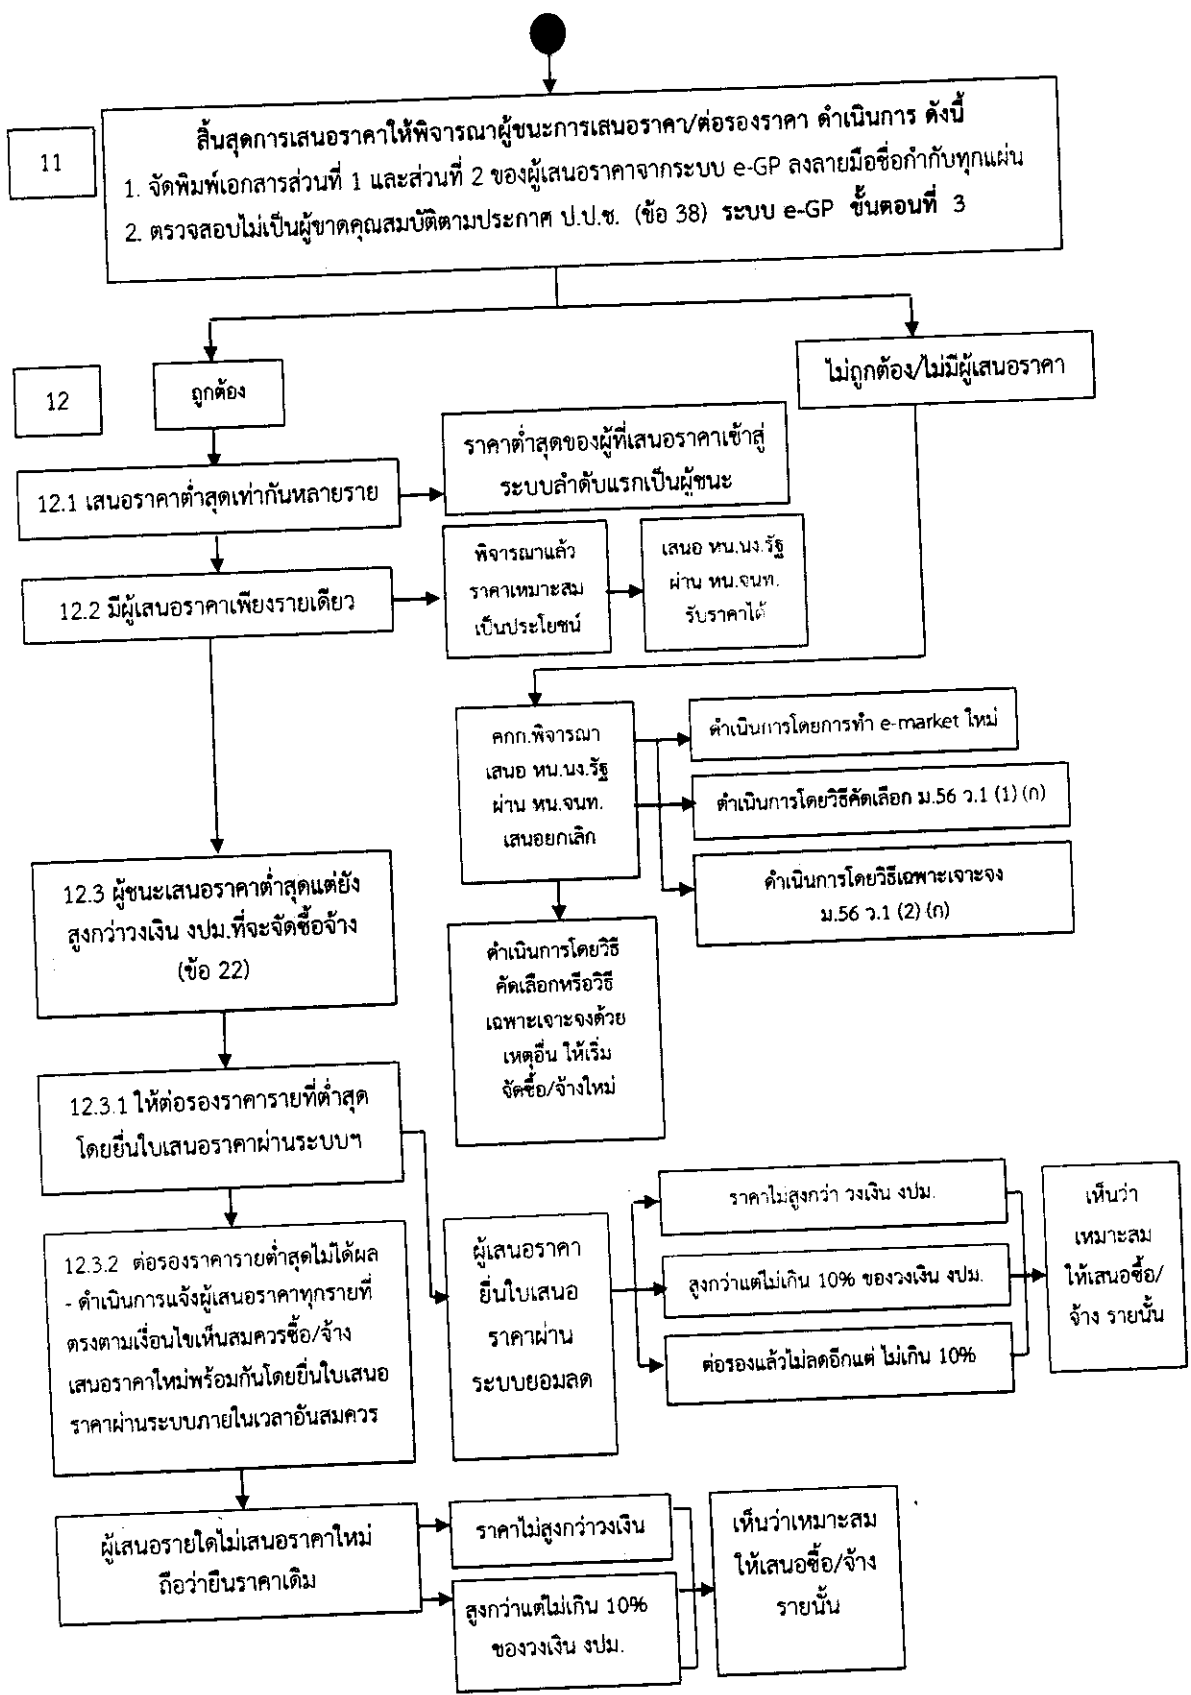 11
สิ้นสุดการเสนอราคาให้พิจารณาผู้ชนะการเสนอราคา/ต่อรองราคา ดำเนินการ ดังนี้
1. จัดพิมพ์เอกสารส่วนที่ 1 และส่วนที่ 2 ของผู้เสนอราคาจากระบบ e-GP ลงลายมือชื่อกำกับทุกแผ่น
2. ตรวจสอบไม่เป็นผู้ขาดคุณสมบัติตามประกาศ ป.ป.ช. (ข้อ 38) ระบบ e-GP ขั้นตอนที่ 3
12
ถูกต้อง
ไม่ถูกต้อง/ไม่มีผู้เสนอราคา
12.1 เสนอราคาต่ำสุดเท่ากันหลายราย
ราคาต่ำสุดของผู้ที่เสนอราคาเข้าสู่
ระบบลำดับแรกเป็นผู้ชนะ
12.2 มีผู้เสนอราคาเพียงรายเดียว
พิจารณาแล้ว
ราคาเหมาะสม
เป็นประโยชน์
เสนอ หน.นง.รัฐ
ผ่าน หน.จนท.
รับราคาได้
คกก.พิจารณา
เสนอ หน.นง.รัฐ
ผ่าน หน.จนท.
เสนอยกเลิก
ดำเนินการโดยการทำ e-market ใหม่
ดำเนินการโดยวิธีคัดเลือก ม.56 ว.1 (1) (ก)
ดำเนินการโดยวิธีเฉพาะเจาะจง
ม.56 ว.1 (2) (ก)
ดำเนินการโดยวิธี
คัดเลือกหรือวิธี
เฉพาะเจาะจงด้วย
เหตุอื่น ให้เริ่ม
จัดซื้อ/จ้างใหม่
12.3 ผู้ชนะเสนอราคาต่ำสุดแต่ยัง
สูงกว่าวงเงิน งปม.ที่จะจัดซื้อจ้าง
(ข้อ 22)
12.3.1 ให้ต่อรองราคารายที่ต่ำสุด
โดยยื่นใบเสนอราคาผ่านระบบฯ
12.3.2 ต่อรองราคารายต่ำสุดไม่ได้ผล
- ดำเนินการแจ้งผู้เสนอราคาทุกรายที่
ตรงตามเงื่อนไขเห็นสมควรซื้อ/จ้าง
เสนอราคาใหม่พร้อมกันโดยยื่นใบเสนอ
ราคาผ่านระบบภายในเวลาอันสมควร
ผู้เสนอราคา
ยื่นใบเสนอ
ราคาผ่าน
ระบบยอมลด
ราคาไม่สูงกว่า วงเงิน งปม.
สูงกว่าแต่ไม่เกิน 10% ของวงเงิน งปม.
ต่อรองแล้วไม่ลดอีกแต่ ไม่เกิน 10%
เห็นว่า
เหมาะสม
ให้เสนอซื้อ/
จ้าง รายนั้น
ผู้เสนอรายใดไม่เสนอราคาใหม่
ถือว่ายืนราคาเดิม
ราคาไม่สูงกว่าวงเงิน
สูงกว่าแต่ไม่เกิน 10%
ของวงเงิน งปม.
เห็นว่าเหมาะสม
ให้เสนอซื้อ/จ้าง
รายนั้น